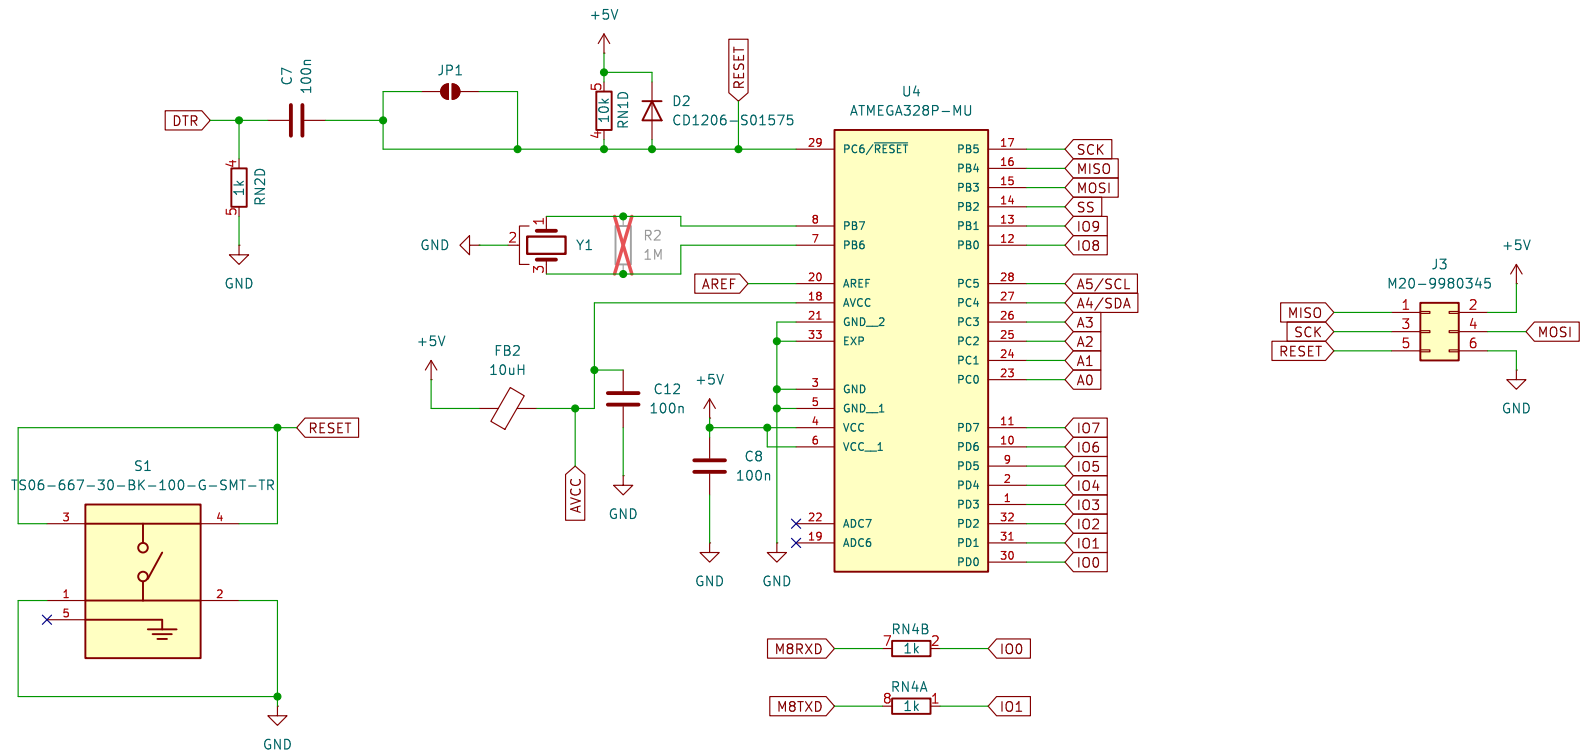 +5V
C7
100n
JP1
DTR
4
1k
5
RN2D
GND
5
10k
4
RN1D
D2
CD1206-S01575
RESET
U4
ATMEGA328P-MU
29 PC6/RESET
8 PB7
7 PB6
20 AREF
18 AVCC
21 GND__2
33 EXP
3 GND
5 GND__1
4 VCC
6 VCC__1
22 ADC7
19 ADC6
PB5 17 SCK
PB4 16 MISO
PB3 15 MOSI
PB2 14 SS
PB1 13 IO9
PB0 12 IO8
PC5 28 A5/SCL
PC4 27 A4/SDA
PC3 26 A3
PC2 25 A2
PC1 24 A1
PC0 23 A0
PD7 11 IO7
PD6 10 IO6
PD5 9 IO5
PD4 2 IO4
PD3 1 IO3
PD2 32 IO2
PD1 31 IO1
PD0 30 IO0
GND
2
1
3
Y1
R2
1M
AREF
+5V
FB2
10uH
C12
100n
AVCC
GND
+5V
C8
100n
GND
GND
RESET
S1
TS06-667-30-BK-100-G-SMT-TR
3
4
1
2
5
GND
+5V
J3
M20-9980345
MISO 1 2
SCK 3 4 MOSI
RESET 5 6
GND
RN4B
M8RXD 7 1k 2 IO0
RN4A
M8TXD 8 1k 1 IO1